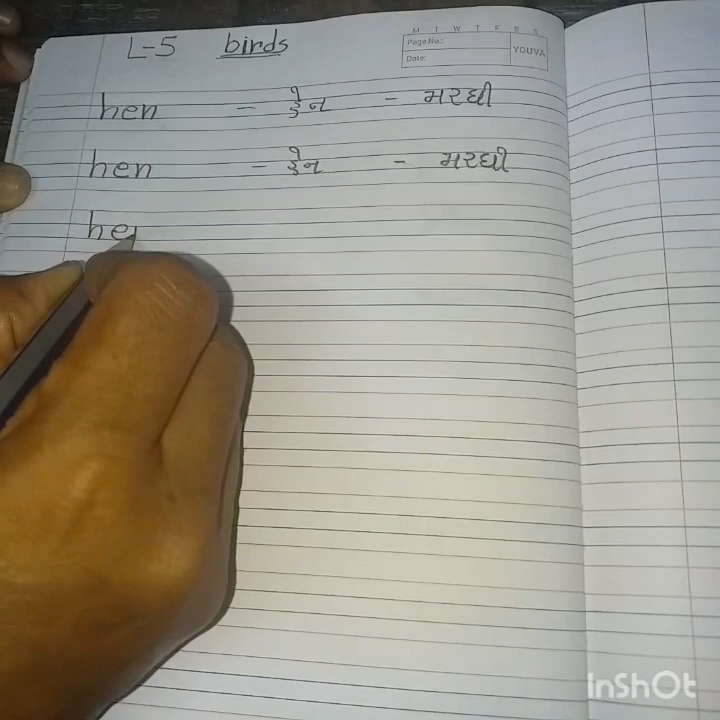 L-5 birds
M T W T F S S
Page No.:
Date:
YOUVA
hen - હેન - મરઘી
hen - હેન - મરઘી
he
InShOt